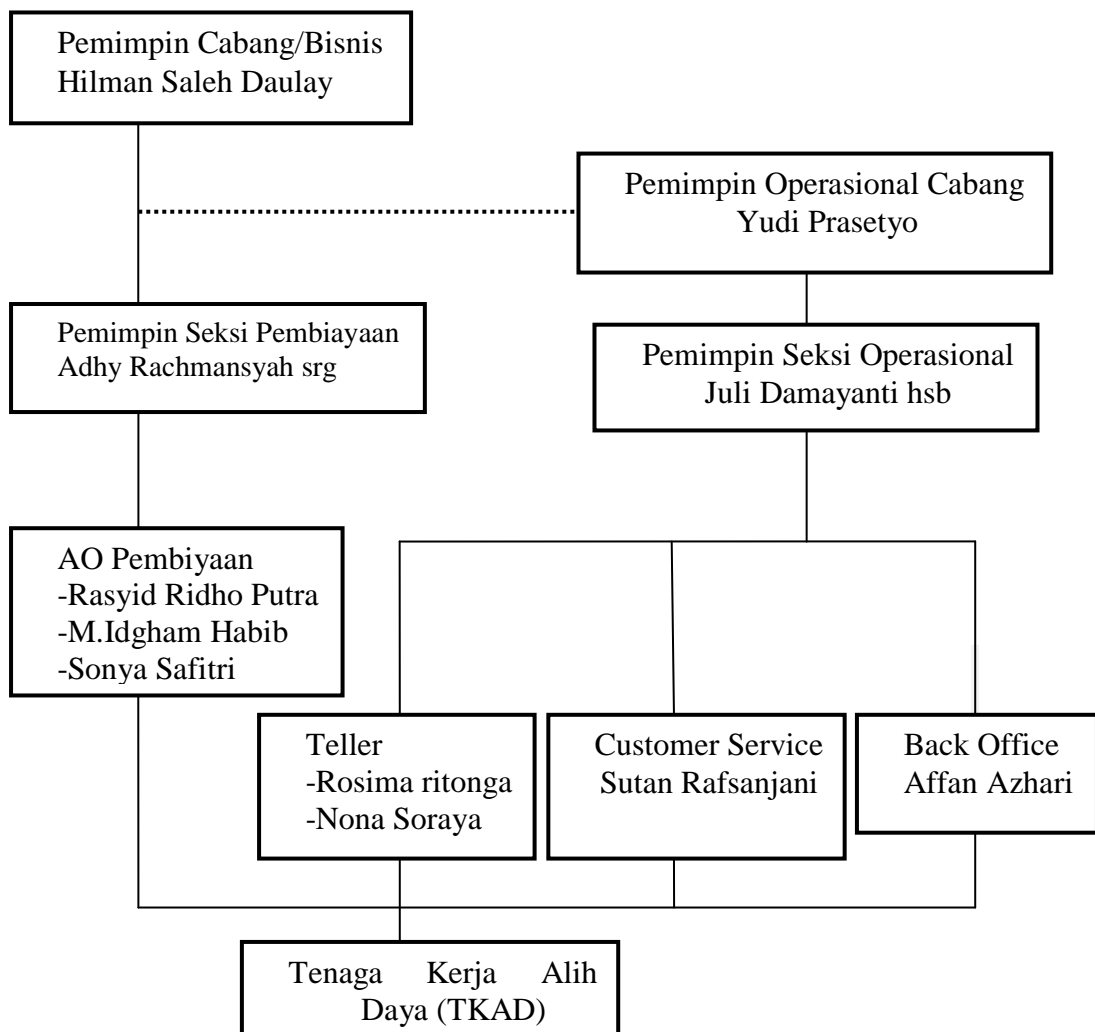 Pemimpin Cabang/Bisnis
Hilman Saleh Daulay
Pemimpin Operasional Cabang
Yudi Prasetyo
Pemimpin Seksi Pembiayaan
Adhy Rachmansyah srg
Pemimpin Seksi Operasional
Juli Damayanti hsb
AO Pembiyaan
-Rasyid Ridho Putra
-M.Idgham Habib
-Sonya Safitri
Teller
-Rosima ritonga
-Nona Soraya
Customer Service
Sutan Rafsanjani
Back Office
Affan Azhari
Tenaga Kerja Alih
Daya (TKAD)